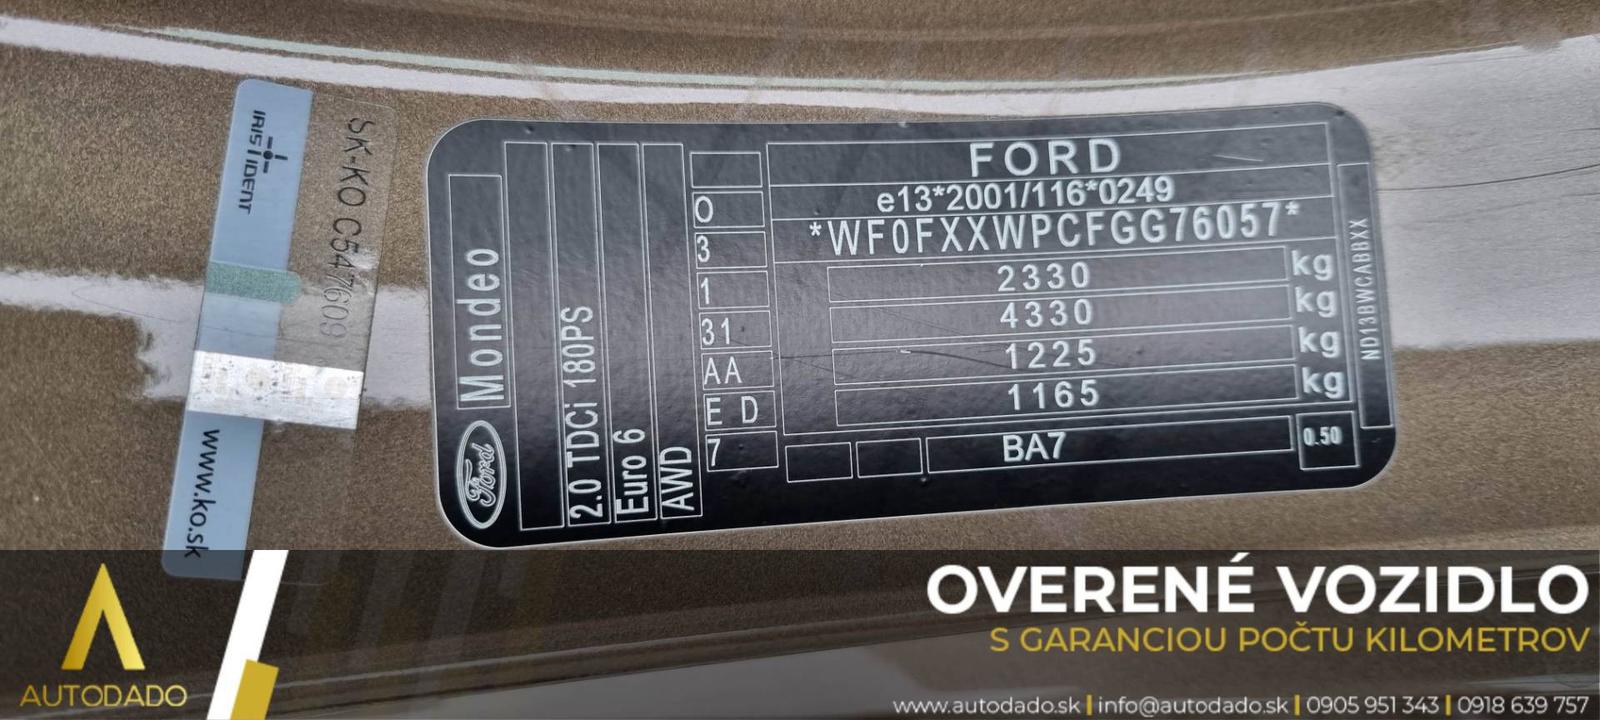 IRIS IDENT
SK-KO C547609
www.ko.sk
Ford
Mondeo
2.0 TDCi 180PS
Euro 6
AWD
O
3
1
31
AA
E D
7
FORD
e13*2001/116*0249
*WF0FXXWPCFGG76057*
2330 kg
4330 kg
1225 kg
1165 kg
BA7
0.50
ND13BWCABBXX
AUTODADO
OVERENÉ VOZIDLO
S GARANCIOU POČTU KILOMETROV
www.autodado.sk | info@autodado.sk | 0905 951 343 | 0918 639 757